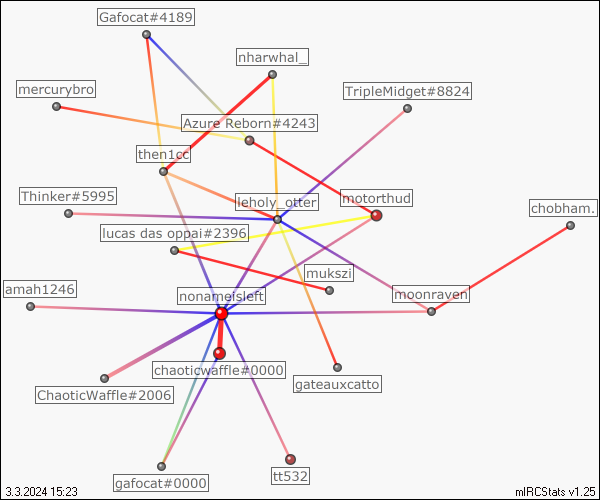 Gafocat#4189
nharwhal_
mercurybro
TripleMidget#8824
Azure Reborn#4243
then1cc
Thinker#5995
leholy_otter
motorthud
chobham.
lucas das oppai#2396
mukszi
amah1246
nonameisleft
moonraven
chaoticwaffle#0000
ChaoticWaffle#2006
gateauxcatto
gafocat#0000
tt532
3.3.2024 15:23
mIRCStats v1.25